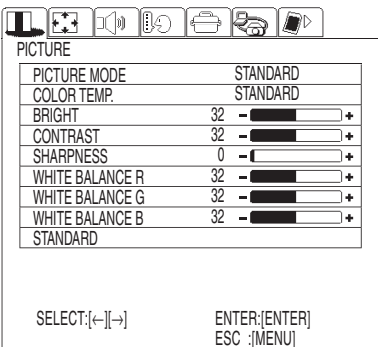 PICTURE
PICTURE MODE STANDARD
COLOR TEMP. STANDARD
BRIGHT 32 - +
CONTRAST 32 - +
SHARPNESS 0 - +
WHITE BALANCE R 32 - +
WHITE BALANCE G 32 - +
WHITE BALANCE B 32 - +
STANDARD
SELECT:[←][→] ENTER:[ENTER]
ESC :[MENU]